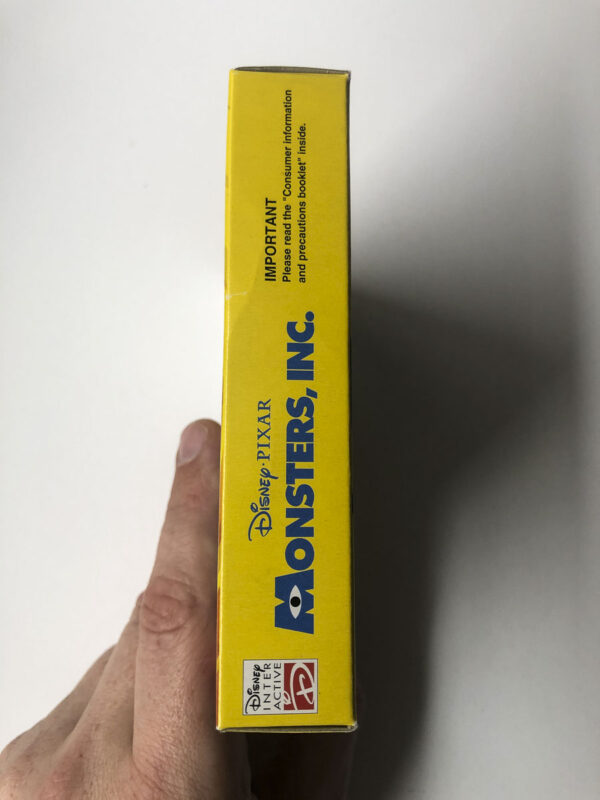 IMPORTANT
Please read the "Consumer information
and precautions booklet" inside.
Disney·PIXAR
MONSTERS, INC.
Disney
INTER
ACTIVE